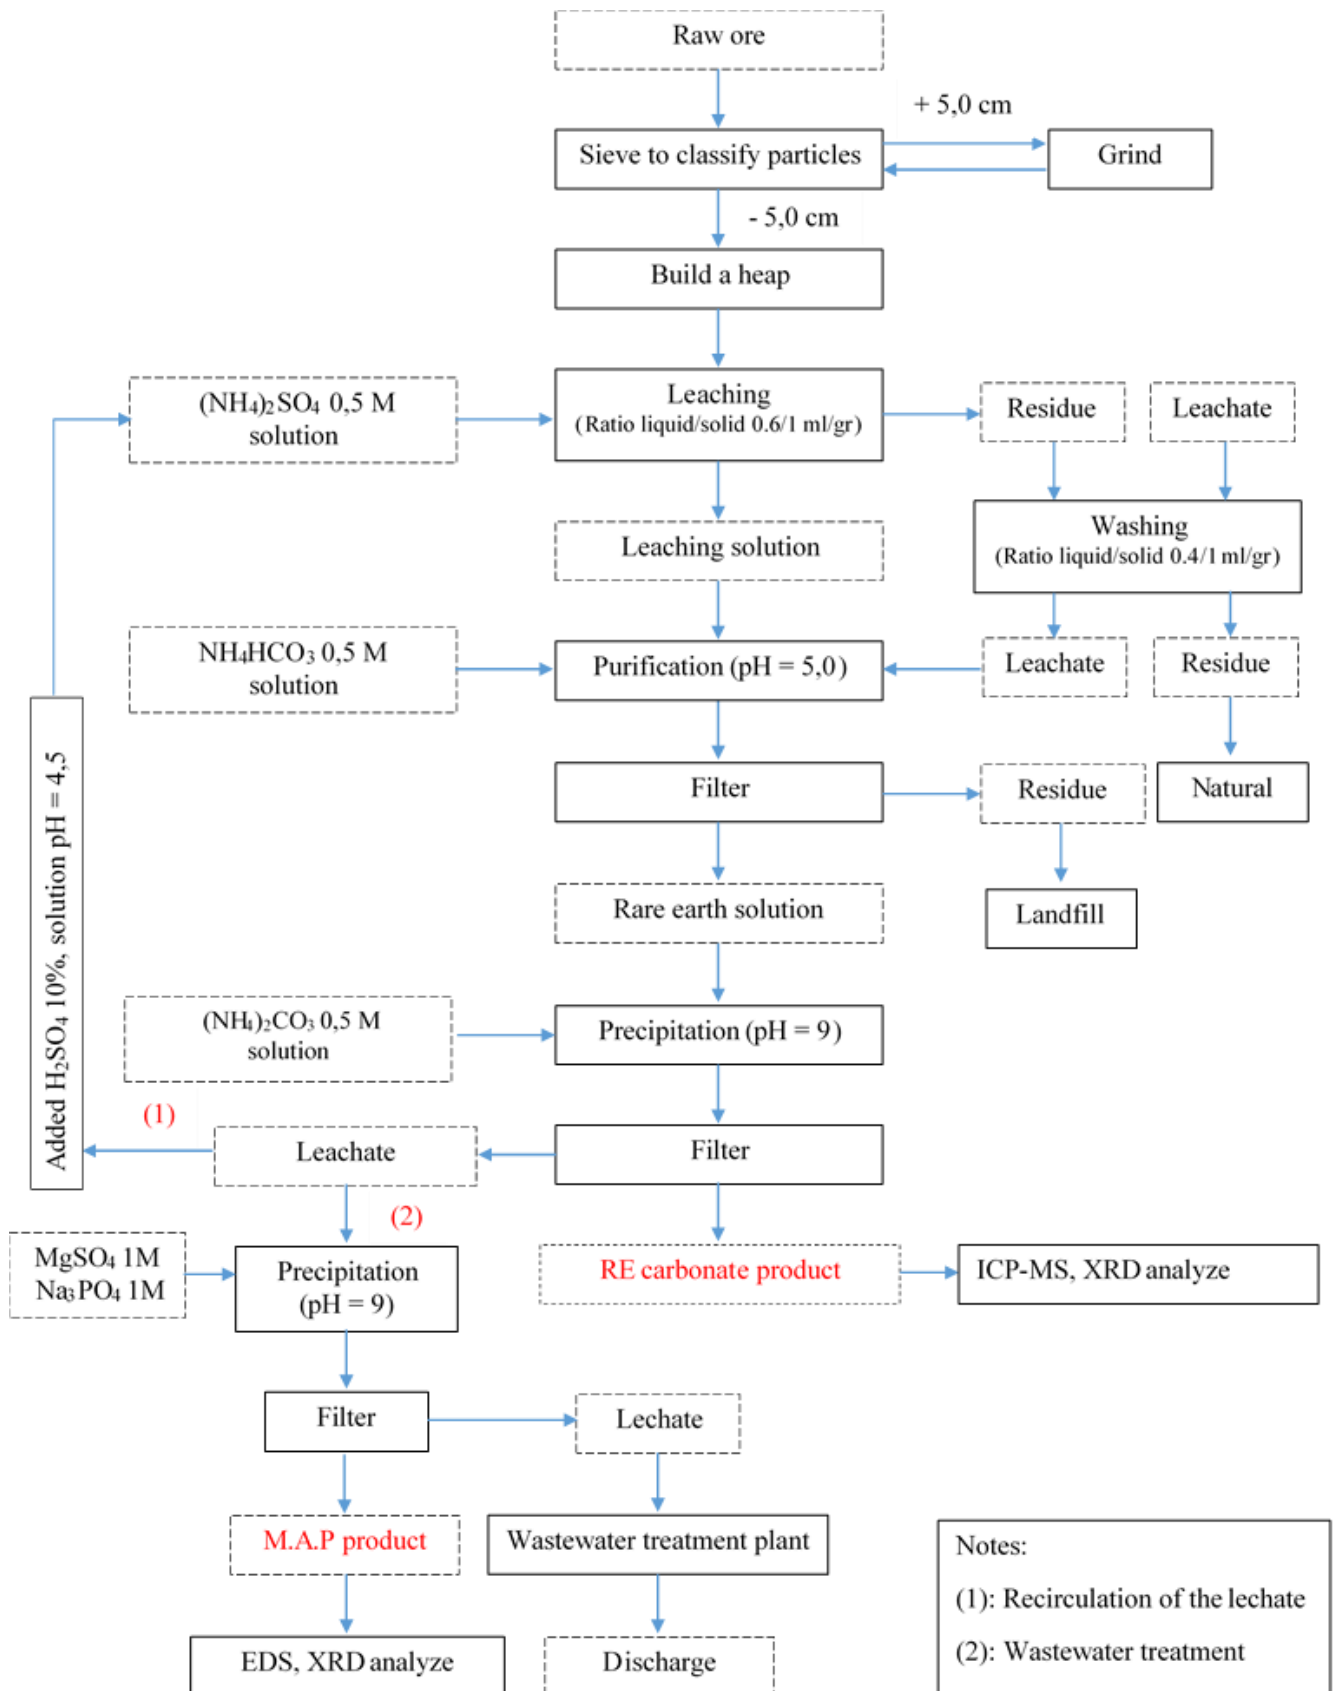 Raw ore
+ 5,0 cm
Sieve to classify particles
Grind
- 5,0 cm
Build a heap
(NH₄)₂SO₄ 0,5 M
solution
Leaching
(Ratio liquid/solid 0.6/1 ml/gr)
Residue
Leachate
Washing
(Ratio liquid/solid 0.4/1 ml/gr)
Leaching solution
NH₄HCO₃ 0,5 M
solution
Purification (pH = 5,0)
Leachate
Residue
Added H₂SO₄ 10%, solution pH = 4,5
Filter
Residue
Natural
Rare earth solution
Landfill
(NH₄)₂CO₃ 0,5 M
solution
Precipitation (pH = 9)
(1)
Leachate
Filter
(2)
MgSO₄ 1M
Na₃PO₄ 1M
Precipitation
(pH = 9)
RE carbonate product
ICP-MS, XRD analyze
Filter
Lechate
M.A.P product
Wastewater treatment plant
EDS, XRD analyze
Discharge
Notes:
(1): Recirculation of the lechate
(2): Wastewater treatment